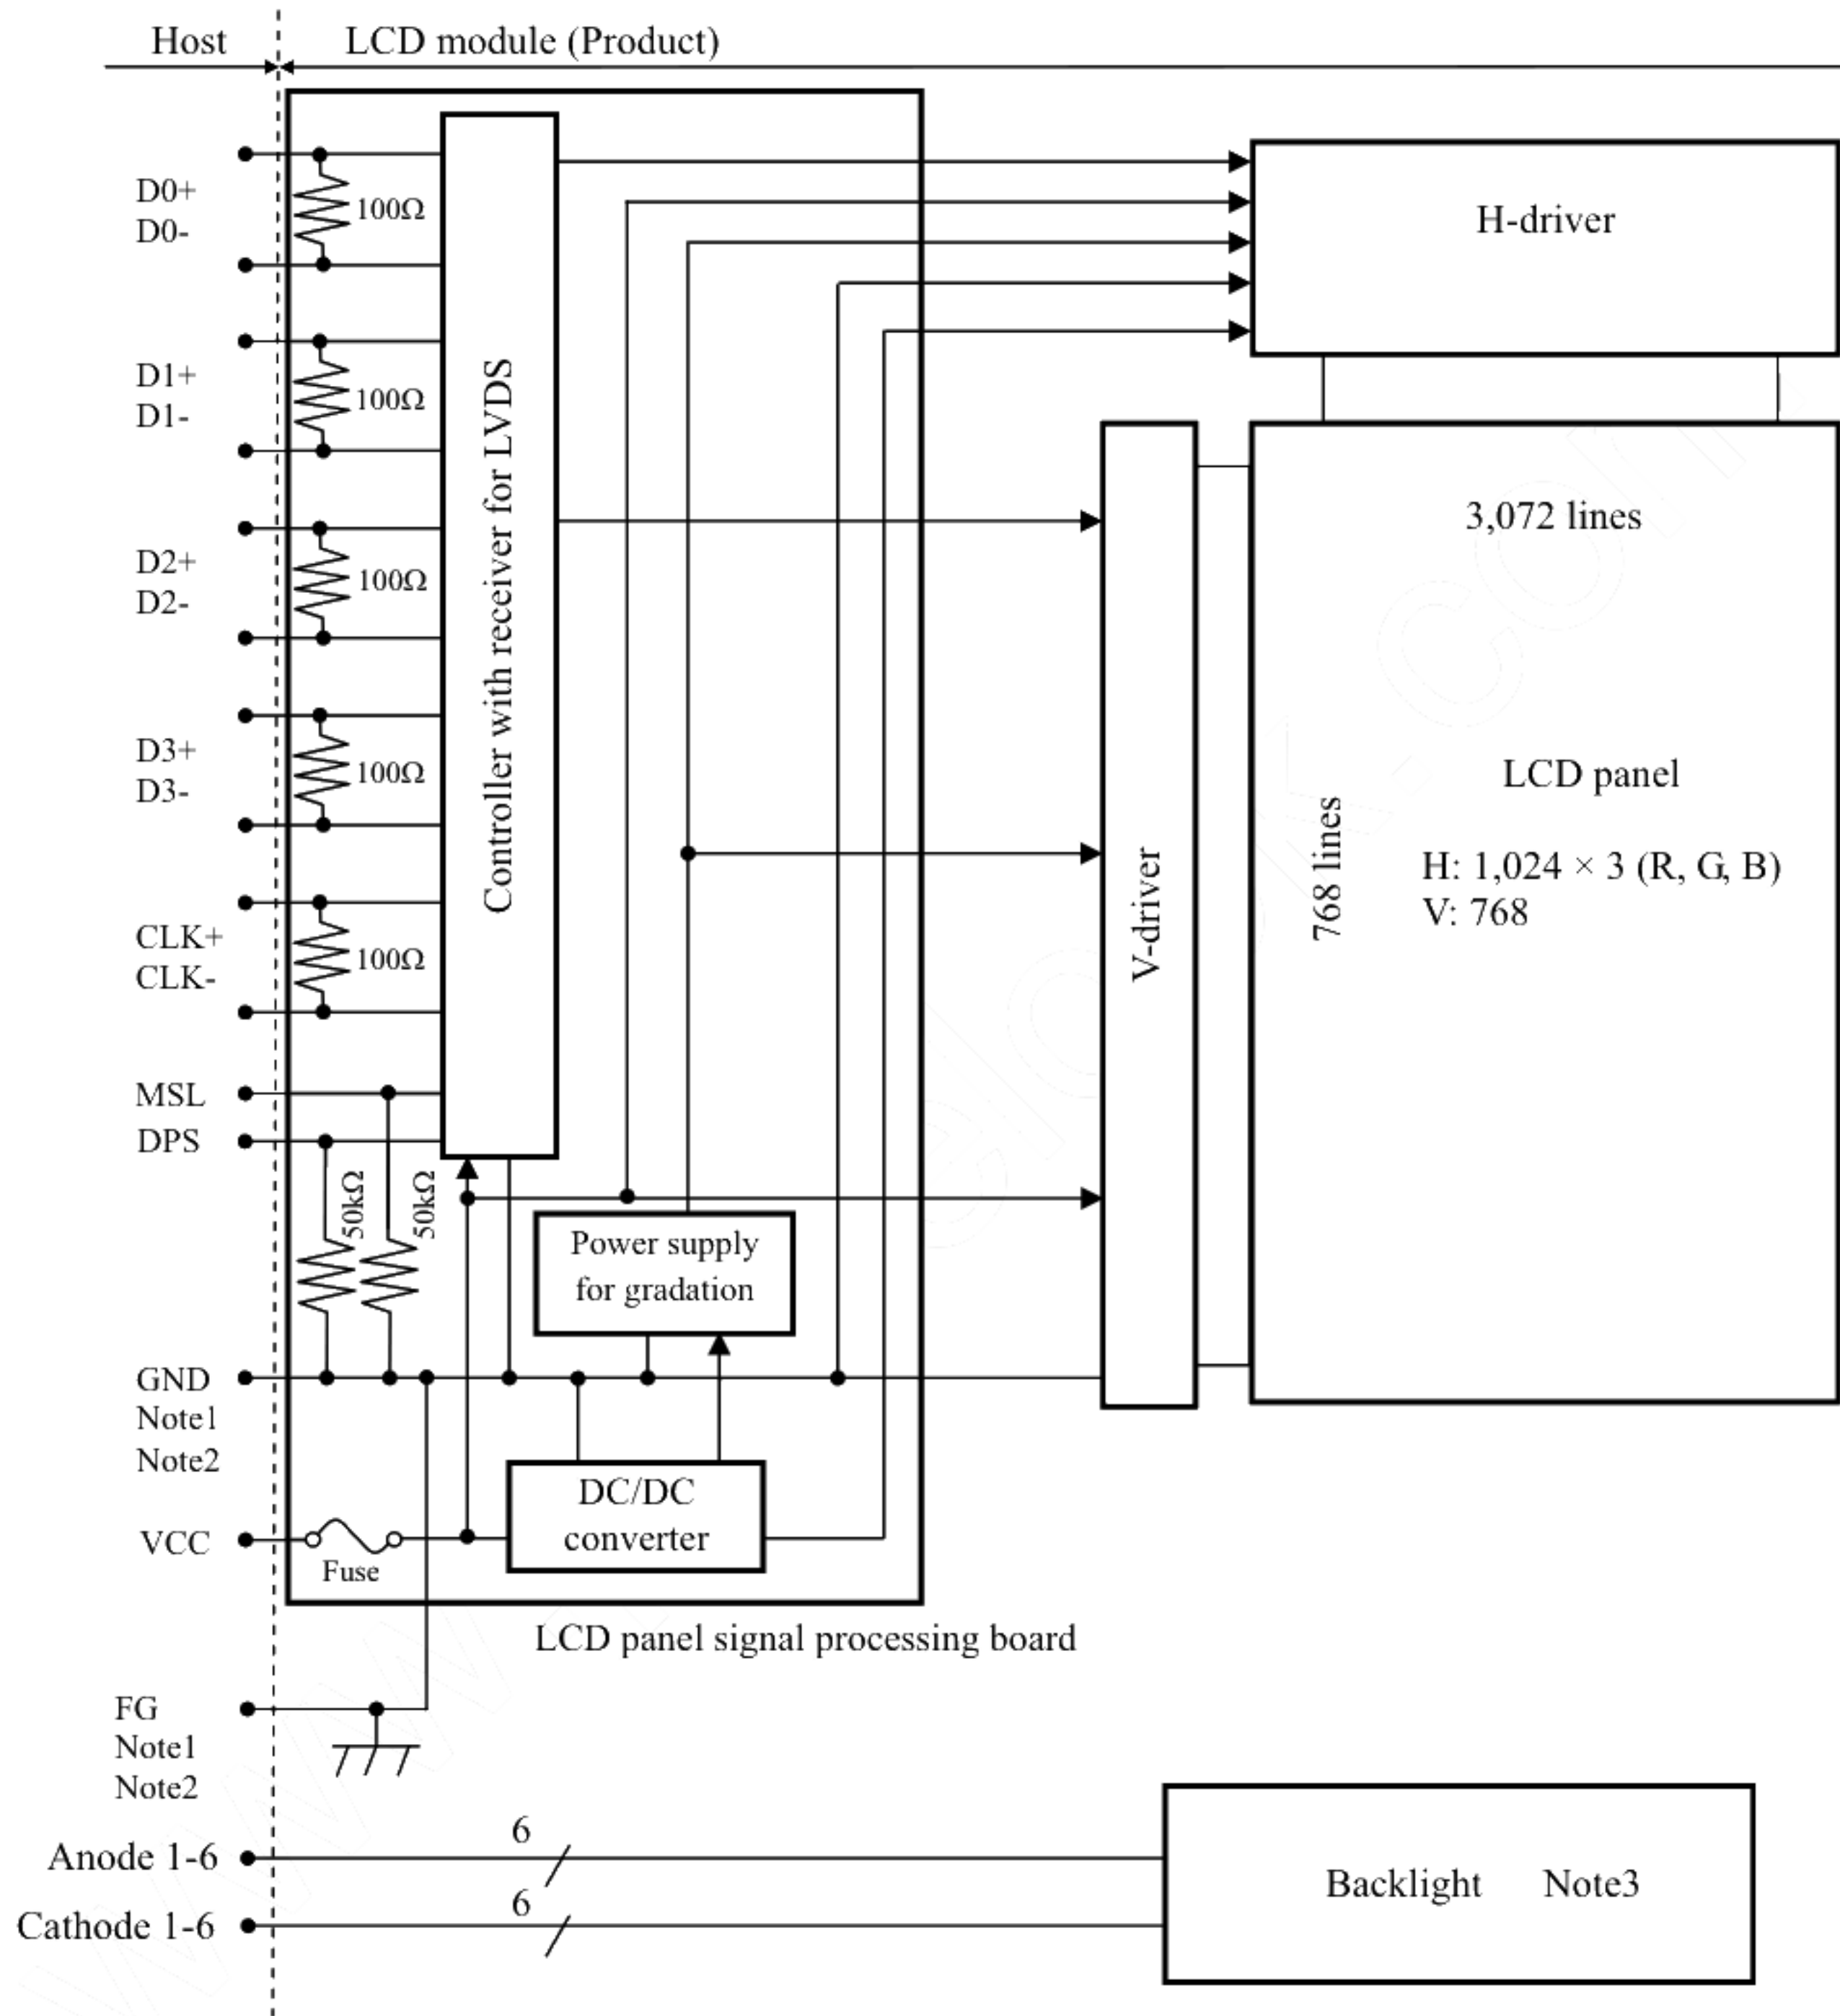 Host
LCD module (Product)
D0+
D0-
100Ω
H-driver
D1+
D1-
100Ω
D2+
D2-
100Ω
D3+
D3-
100Ω
CLK+
CLK-
100Ω
Controller with receiver for LVDS
V-driver
3,072 lines
768 lines
LCD panel
H: 1,024 × 3 (R, G, B)
V: 768
MSL
DPS
50kΩ
50kΩ
Power supply
for gradation
GND
Note1
Note2
DC/DC
converter
VCC
Fuse
LCD panel signal processing board
FG
Note1
Note2
Anode 1-6
6
Cathode 1-6
6
Backlight Note3